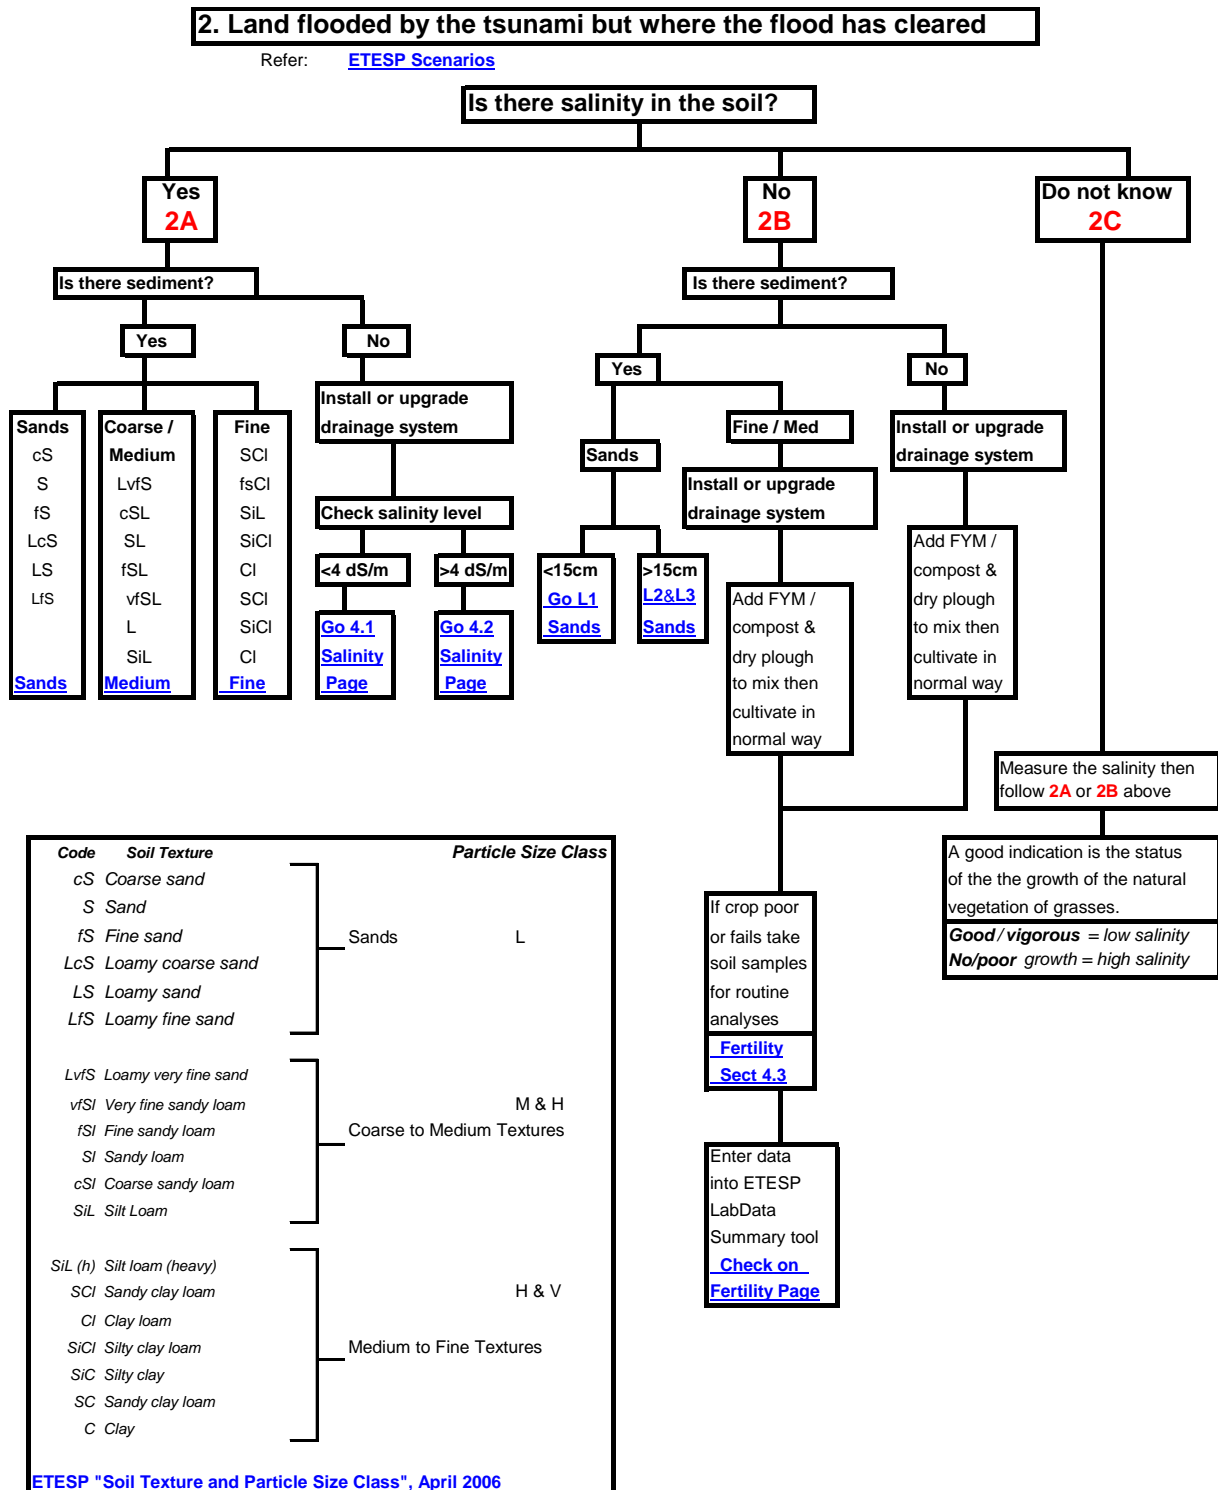 2. Land flooded by the tsunami but where the flood has cleared
Refer: ETESP Scenarios
Is there salinity in the soil?
Yes
2A
No
2B
Do not know
2C
Is there sediment?
Yes
No
Sands
cS
S
fS
LcS
LS
LfS
Sands
Coarse /
Medium
LvfS
cSL
SL
fSL
vfSL
L
SiL
Medium
Fine
SCl
fsCl
SiL
SiCl
Cl
SCl
SiCl
Cl
Fine
Install or upgrade
drainage system
Check salinity level
<4 dS/m
Go 4.1
Salinity
Page
>4 dS/m
Go 4.2
Salinity
Page
Is there sediment?
Yes
No
Sands
<15cm
Go L1
Sands
>15cm
L2&L3
Sands
Fine / Med
Install or upgrade
drainage system
Add FYM /
compost &
dry plough
to mix then
cultivate in
normal way
Install or upgrade
drainage system
Add FYM /
compost &
dry plough
to mix then
cultivate in
normal way
If crop poor
or fails take
soil samples
for routine
analyses
Fertility
Sect 4.3
Enter data
into ETESP
LabData
Summary tool
Check on
Fertility Page
Measure the salinity then
follow 2A or 2B above
A good indication is the status
of the the growth of the natural
vegetation of grasses.
Good / vigorous = low salinity
No/poor growth = high salinity
Code Soil Texture Particle Size Class
cS Coarse sand
S Sand
fS Fine sand Sands L
LcS Loamy coarse sand
LS Loamy sand
LfS Loamy fine sand
LvfS Loamy very fine sand
vfSl Very fine sandy loam M & H
fSl Fine sandy loam Coarse to Medium Textures
Sl Sandy loam
cSl Coarse sandy loam
SiL Silt Loam
SiL (h) Silt loam (heavy)
SCl Sandy clay loam H & V
Cl Clay loam
SiCl Silty clay loam Medium to Fine Textures
SiC Silty clay
SC Sandy clay loam
C Clay
ETESP "Soil Texture and Particle Size Class", April 2006